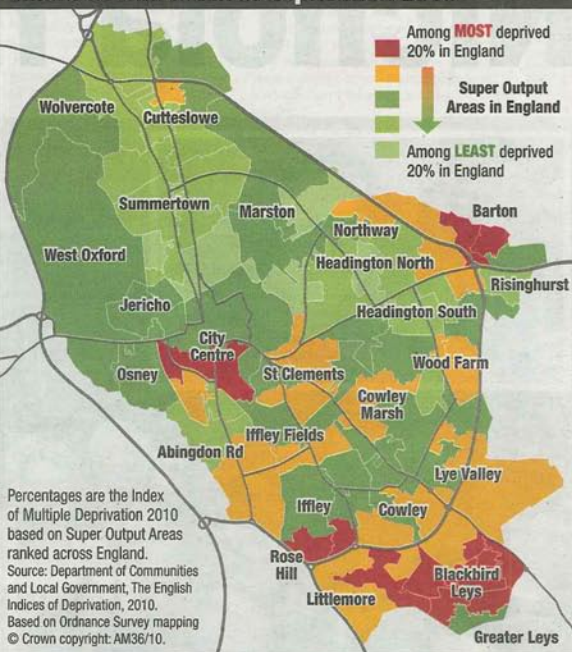 Among MOST deprived
20% in England
Super Output
Areas in England
Among LEAST deprived
20% in England
Wolvercote
Cutteslowe
Summertown
Marston
Barton
Northway
West Oxford
Headington North
Risinghurst
Jericho
Headington South
City
Centre
Osney
St Clements
Wood Farm
Cowley
Marsh
Iffley Fields
Abingdon Rd
Lye Valley
Iffley
Cowley
Rose
Hill
Blackbird
Leys
Littlemore
Greater Leys
Percentages are the Index
of Multiple Deprivation 2010
based on Super Output Areas
ranked across England.
Source: Department of Communities
and Local Government, The English
Indices of Deprivation, 2010.
Based on Ordnance Survey mapping
© Crown copyright: AM36/10.